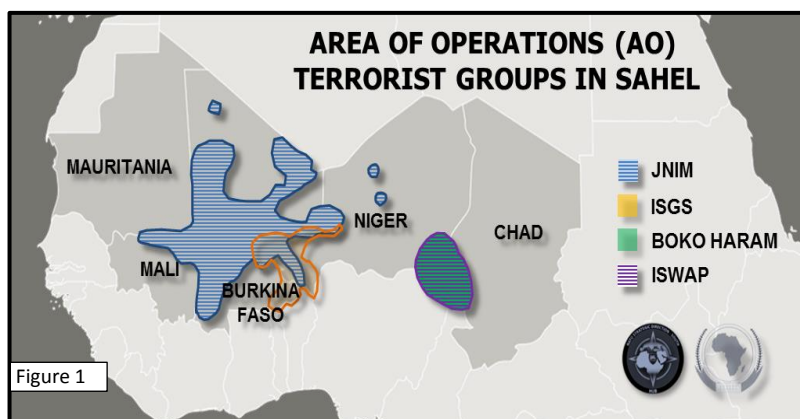 AREA OF OPERATIONS (AO)
TERRORIST GROUPS IN SAHEL
MAURITANIA
MALI
BURKINA
FASO
NIGER
CHAD
JNIM
ISGS
BOKO HARAM
ISWAP
Figure 1